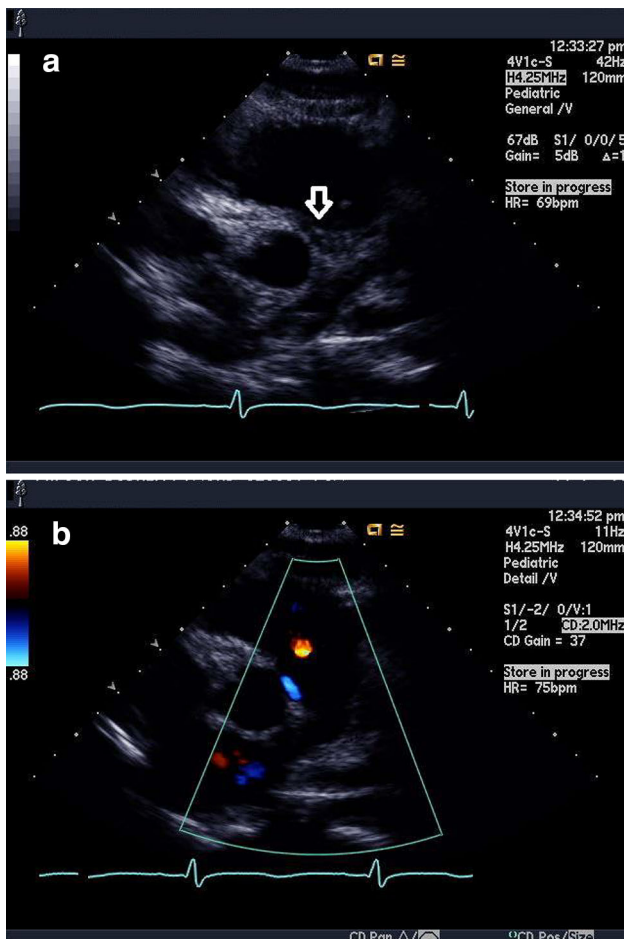 a
12:33:27 pm
4V1c-S 42Hz
H4.25MHz 120mm
Pediatric
General /V
67dB S1/ 0/0/5
Gain= 5dB Δ=1
Store in progress
HR= 69bpm
b
12:34:52 pm
4V1c-S 11Hz
H4.25MHz 120mm
Pediatric
Detail /V
S1/-2/ 0/V:1
1/2 CD:2.0MHz
CD Gain = 37
Store in progress
HR= 75bpm
.88
.88
CD Pan
CD Pos/Size